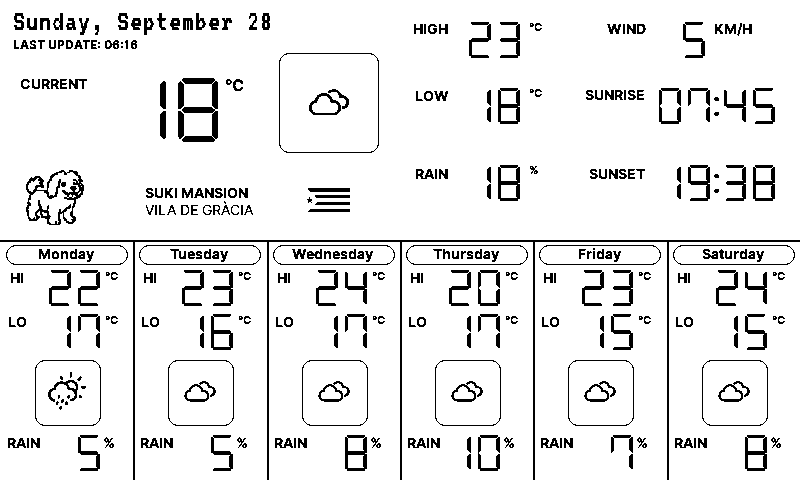 Sunday, September 28
LAST UPDATE: 06:16
CURRENT 18 °C
HIGH 23 °C
LOW 18 °C
RAIN 18 %
WIND 5 KM/H
SUNRISE 07:45
SUNSET 19:38
SUKI MANSION
VILA DE GRÀCIA
Monday
HI 22 °C
LO 17 °C
RAIN 5 %
Tuesday
HI 23 °C
LO 16 °C
RAIN 5 %
Wednesday
HI 24 °C
LO 17 °C
RAIN 8 %
Thursday
HI 20 °C
LO 17 °C
RAIN 10 %
Friday
HI 23 °C
LO 15 °C
RAIN 7 %
Saturday
HI 24 °C
LO 15 °C
RAIN 8 %